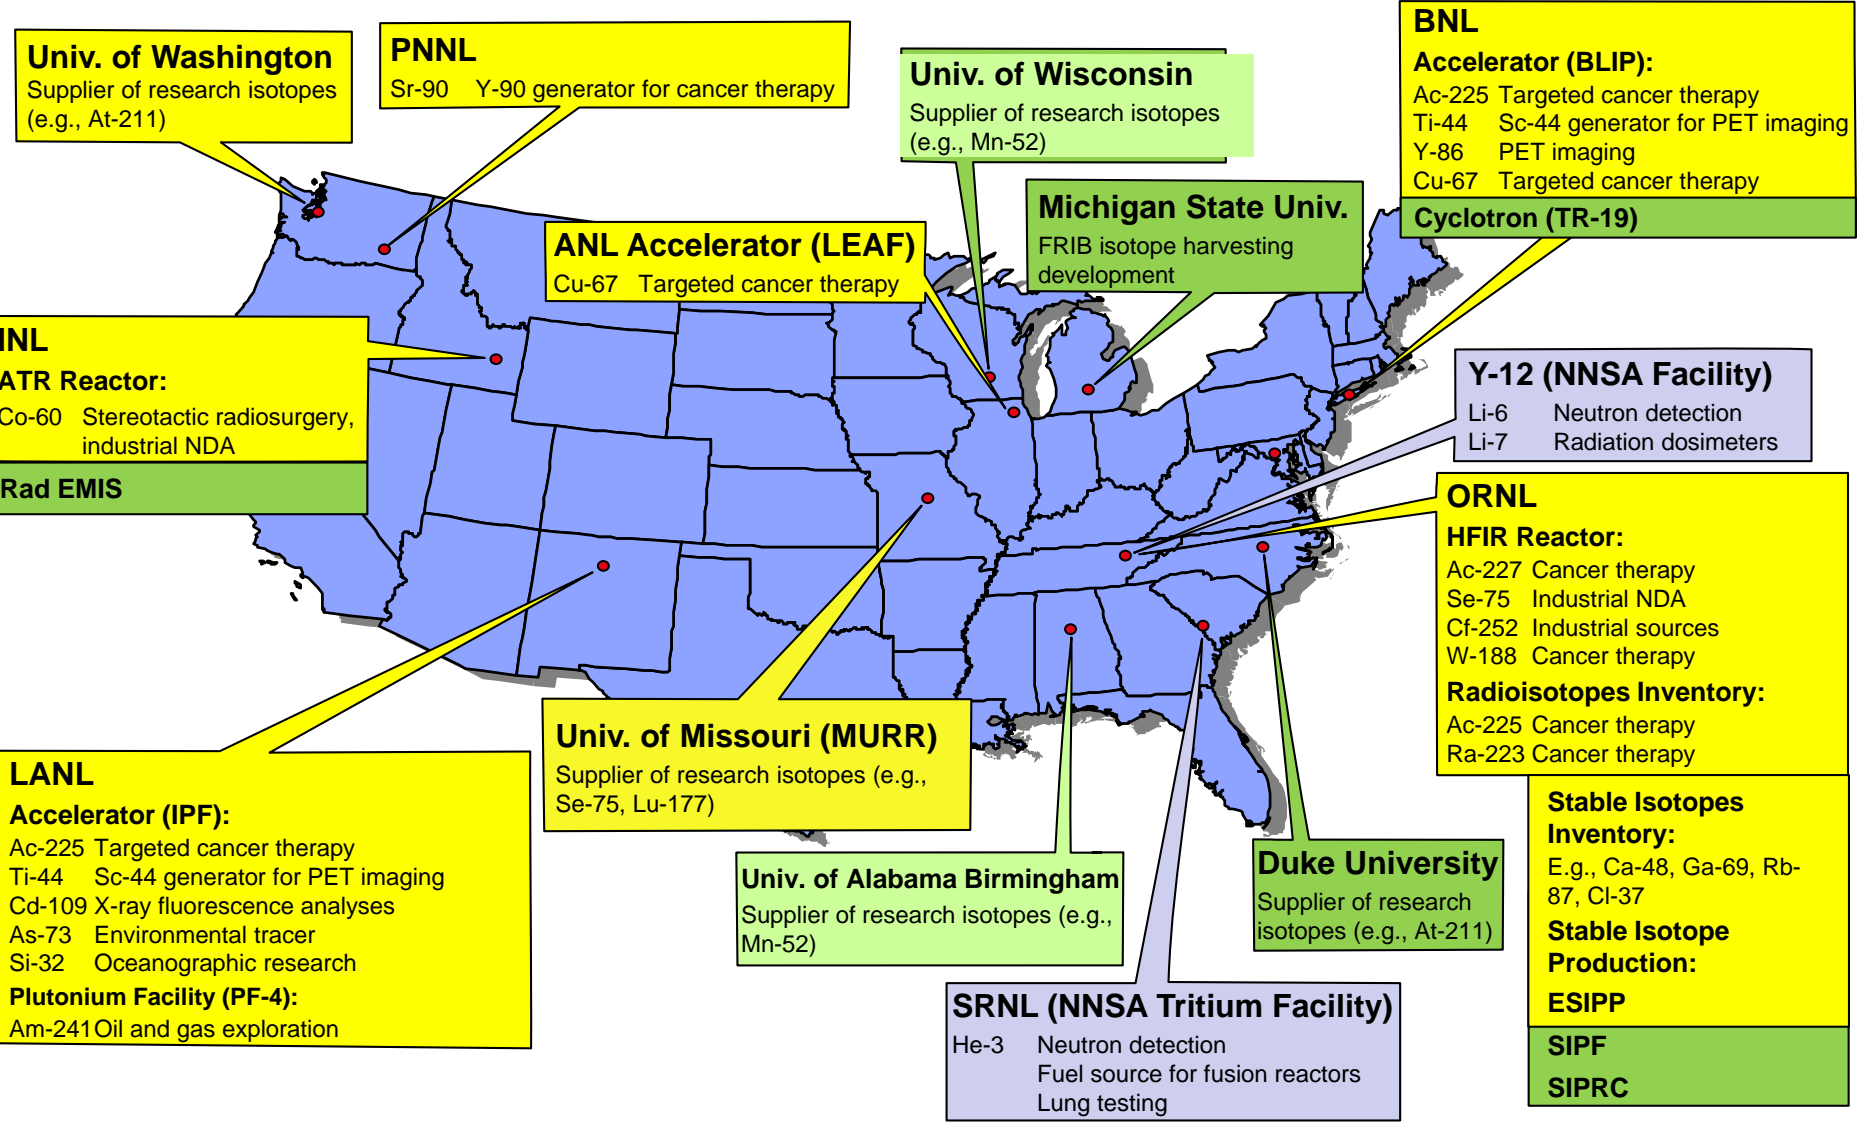 Univ. of Washington
Supplier of research isotopes
(e.g., At-211)
PNNL
Sr-90 Y-90 generator for cancer therapy
Univ. of Wisconsin
Supplier of research isotopes
(e.g., Mn-52)
BNL
Accelerator (BLIP):
Ac-225 Targeted cancer therapy
Ti-44 Sc-44 generator for PET imaging
Y-86 PET imaging
Cu-67 Targeted cancer therapy
Cyclotron (TR-19)
Michigan State Univ.
FRIB isotope harvesting
development
ANL Accelerator (LEAF)
Cu-67 Targeted cancer therapy
INL
ATR Reactor:
Co-60 Stereotactic radiosurgery,
industrial NDA
Rad EMIS
Y-12 (NNSA Facility)
Li-6 Neutron detection
Li-7 Radiation dosimeters
ORNL
HFIR Reactor:
Ac-227 Cancer therapy
Se-75 Industrial NDA
Cf-252 Industrial sources
W-188 Cancer therapy
Radioisotopes Inventory:
Ac-225 Cancer therapy
Ra-223 Cancer therapy
Stable Isotopes
Inventory:
E.g., Ca-48, Ga-69, Rb-
87, Cl-37
Stable Isotope
Production:
ESIPP
SIPF
SIPRC
LANL
Accelerator (IPF):
Ac-225 Targeted cancer therapy
Ti-44 Sc-44 generator for PET imaging
Cd-109 X-ray fluorescence analyses
As-73 Environmental tracer
Si-32 Oceanographic research
Plutonium Facility (PF-4):
Am-241 Oil and gas exploration
Univ. of Missouri (MURR)
Supplier of research isotopes (e.g.,
Se-75, Lu-177)
Univ. of Alabama Birmingham
Supplier of research isotopes (e.g.,
Mn-52)
Duke University
Supplier of research
isotopes (e.g., At-211)
SRNL (NNSA Tritium Facility)
He-3 Neutron detection
Fuel source for fusion reactors
Lung testing